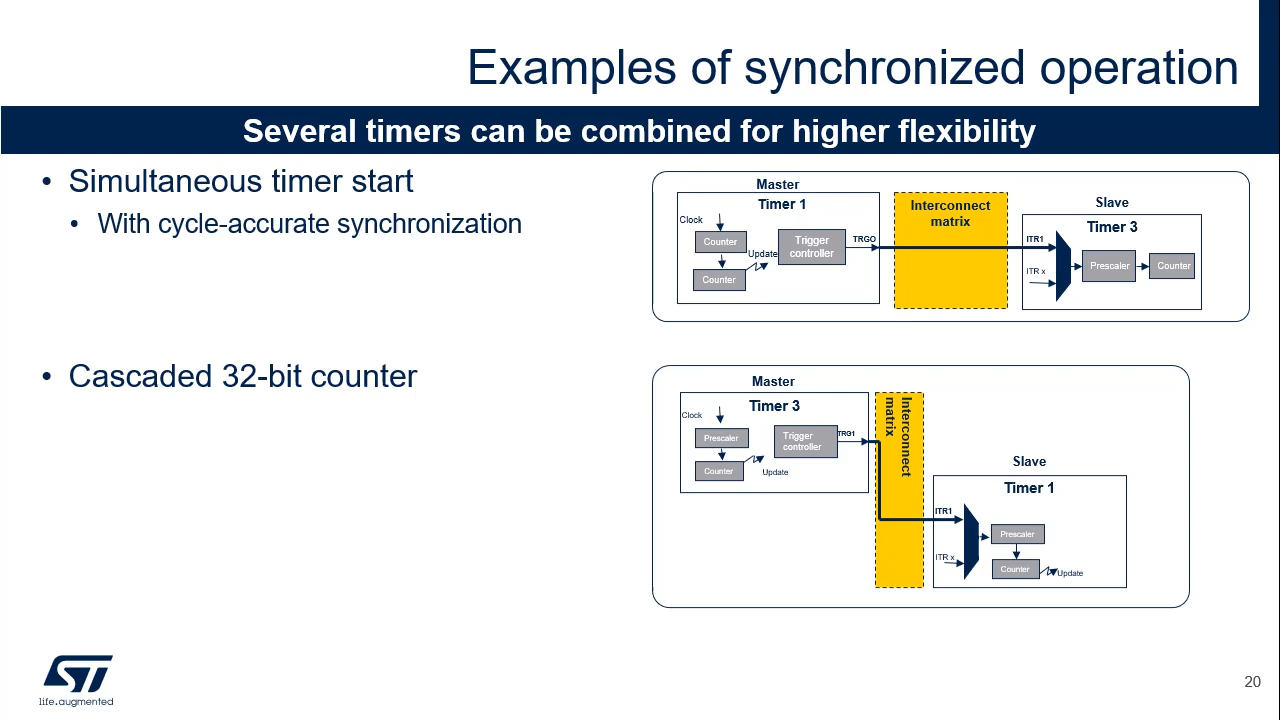 Examples of synchronized operation
Several timers can be combined for higher flexibility
• Simultaneous timer start
• With cycle-accurate synchronization
Master
Timer 1
Clock
Counter
Counter
Update
Trigger
controller
TRGO
Interconnect
matrix
Slave
Timer 3
ITR1
ITR x
Prescaler
Counter
• Cascaded 32-bit counter
Master
Timer 3
Clock
Prescaler
Counter
Update
Trigger
controller
TRG1
Interconnect
matrix
Slave
Timer 1
ITR1
ITR x
Prescaler
Counter
Update
ST
life.augmented
20